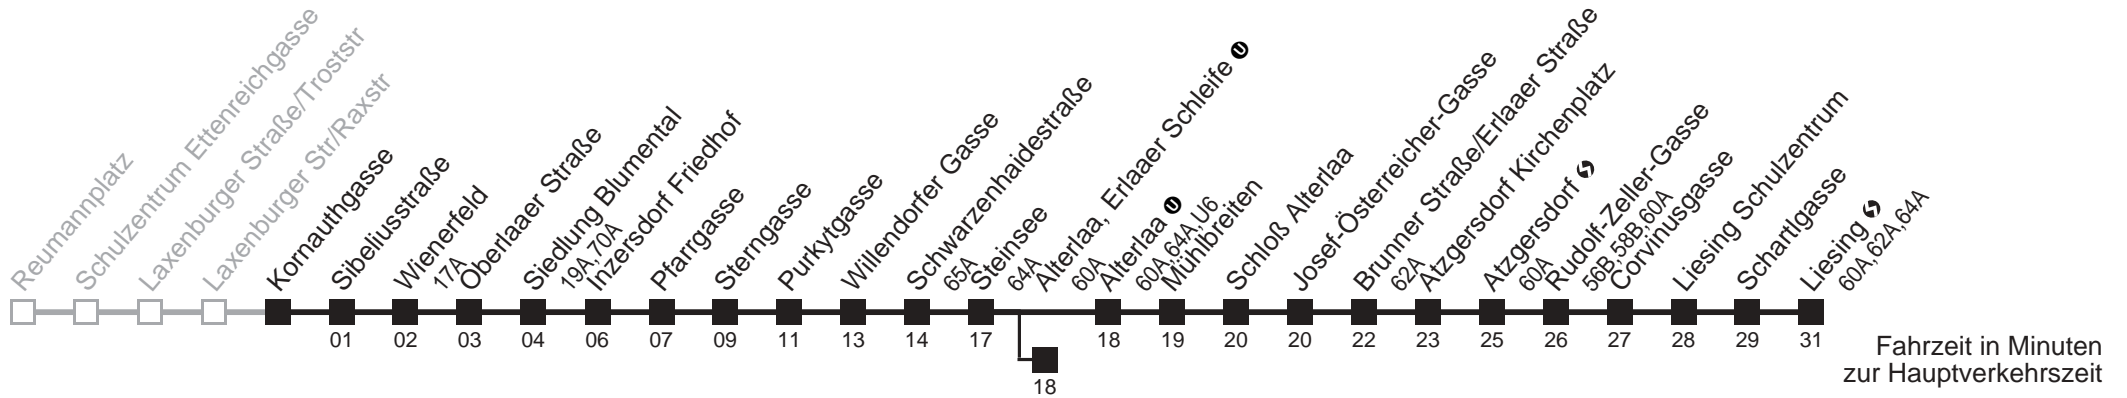 Reumannplatz
Schulzentrum Ettenreichgasse
Laxenburger Straße/Troststr
Laxenburger Str/Raxstr
Kornauthgasse
Sibeliusstraße
01
Wienerfeld
02
17A
Oberlaaer Straße
03
Siedlung Blumental
04
19A,70A
Inzersdorf Friedhof
06
Pfarrgasse
07
Sterngasse
09
Purkytgasse
11
Willendorfer Gasse
13
Schwarzenhaidestraße
14
65A
Steinsee
17
64A
Alterlaa, Erlaaer Schleife U
18
60A
Alterlaa U
18
60A,64A,U6
Mühlbreiten
19
Schloß Alterlaa
20
Josef-Österreicher-Gasse
20
Brunner Straße/Erlaaer Straße
22
62A
Atzgersdorf Kirchenplatz
23
Atzgersdorf
25
60A
Rudolf-Zeller-Gasse
26
56B,58B,60A
Corvinusgasse
27
Liesing Schulzentrum
28
Schartlgasse
29
Liesing
31
60A,62A,64A
Fahrzeit in Minuten
zur Hauptverkehrszeit